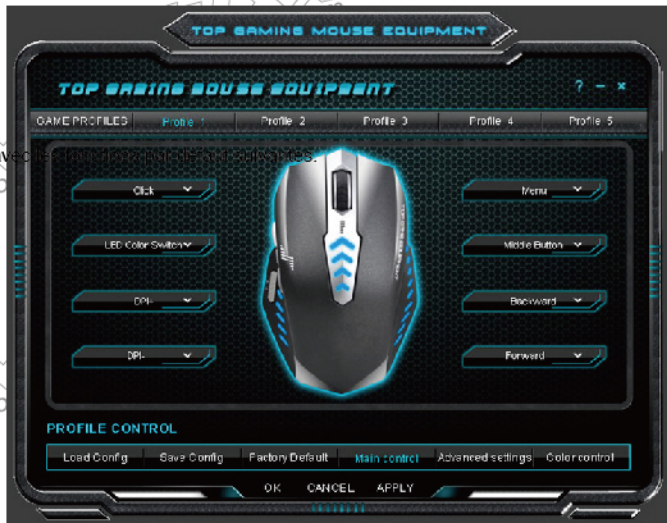 TOP GAMING MOUSE EQUIPMENT
TOP GAMING MOUSE EQUIPMENT
? – ×
GAME PROFILES Profile 1 Profile 2 Profile 3 Profile 4 Profile 5
suivantes.
Click Menu
LED Color Switch Middle Button
DPI- Backward
DPI- Forward
PROFILE CONTROL
Load Config Save Config Factory Default Main control Advanced settings Color control
OK CANCEL APPLY